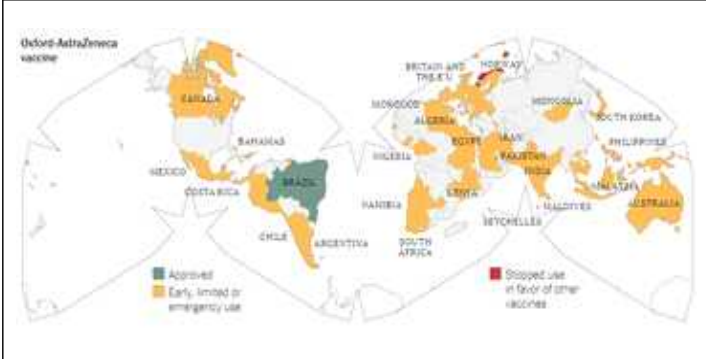 Oxford-AstraZeneca
vaccine
BRITAIN AND
THE E.U.
NORWAY
CANADA
MOROCCO
MONGOLIA
ALGERIA
SOUTH KOREA
BAHAMAS
EGYPT
IRAN
PHILIPPINES
NIGERIA
PAKISTAN
MEXICO
INDIA
COSTA RICA
BRAZIL
KENYA
MALAYSIA
NAMIBIA
MALDIVES
AUSTRALIA
SEYCHELLES
CHILE
ARGENTINA
SOUTH
AFRICA
Approved
Early, limited or
emergency use
Stopped use
in favor of other
vaccines